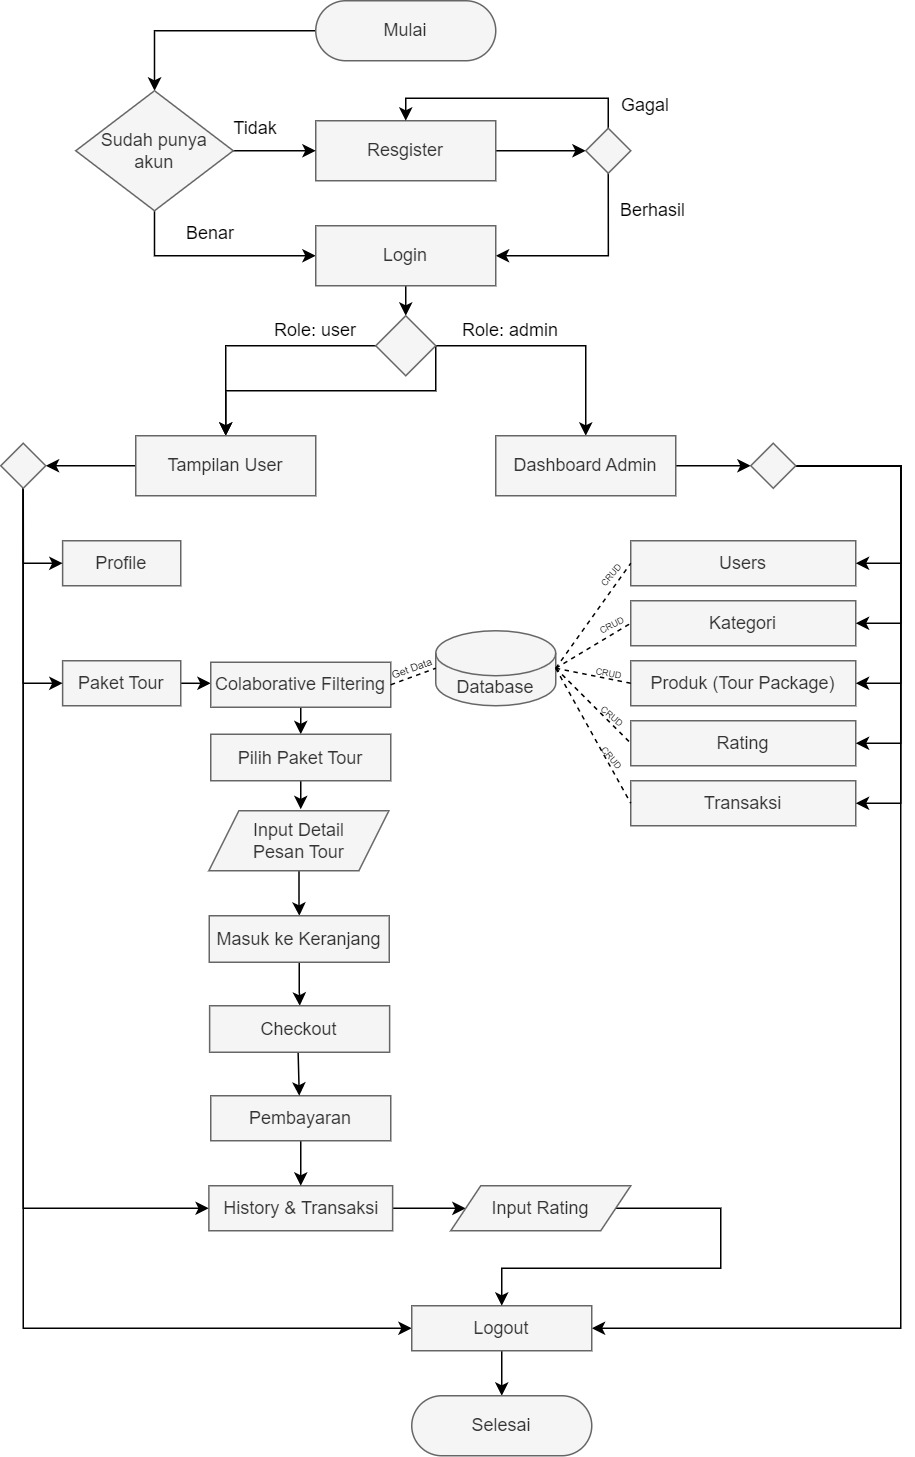 Mulai
Gagal
Tidak
Sudah punya
akun
Resgister
Berhasil
Benar
Login
Role: user
Role: admin
Tampilan User
Dashboard Admin
Profile
Users
CRUD
Kategori
CRUD
Paket Tour
Colaborative Filtering
Get Data
Database
CRUD
Produk (Tour Package)
CRUD
Rating
Pilih Paket Tour
CRUD
Transaksi
Input Detail
Pesan Tour
Masuk ke Keranjang
Checkout
Pembayaran
History & Transaksi
Input Rating
Logout
Selesai